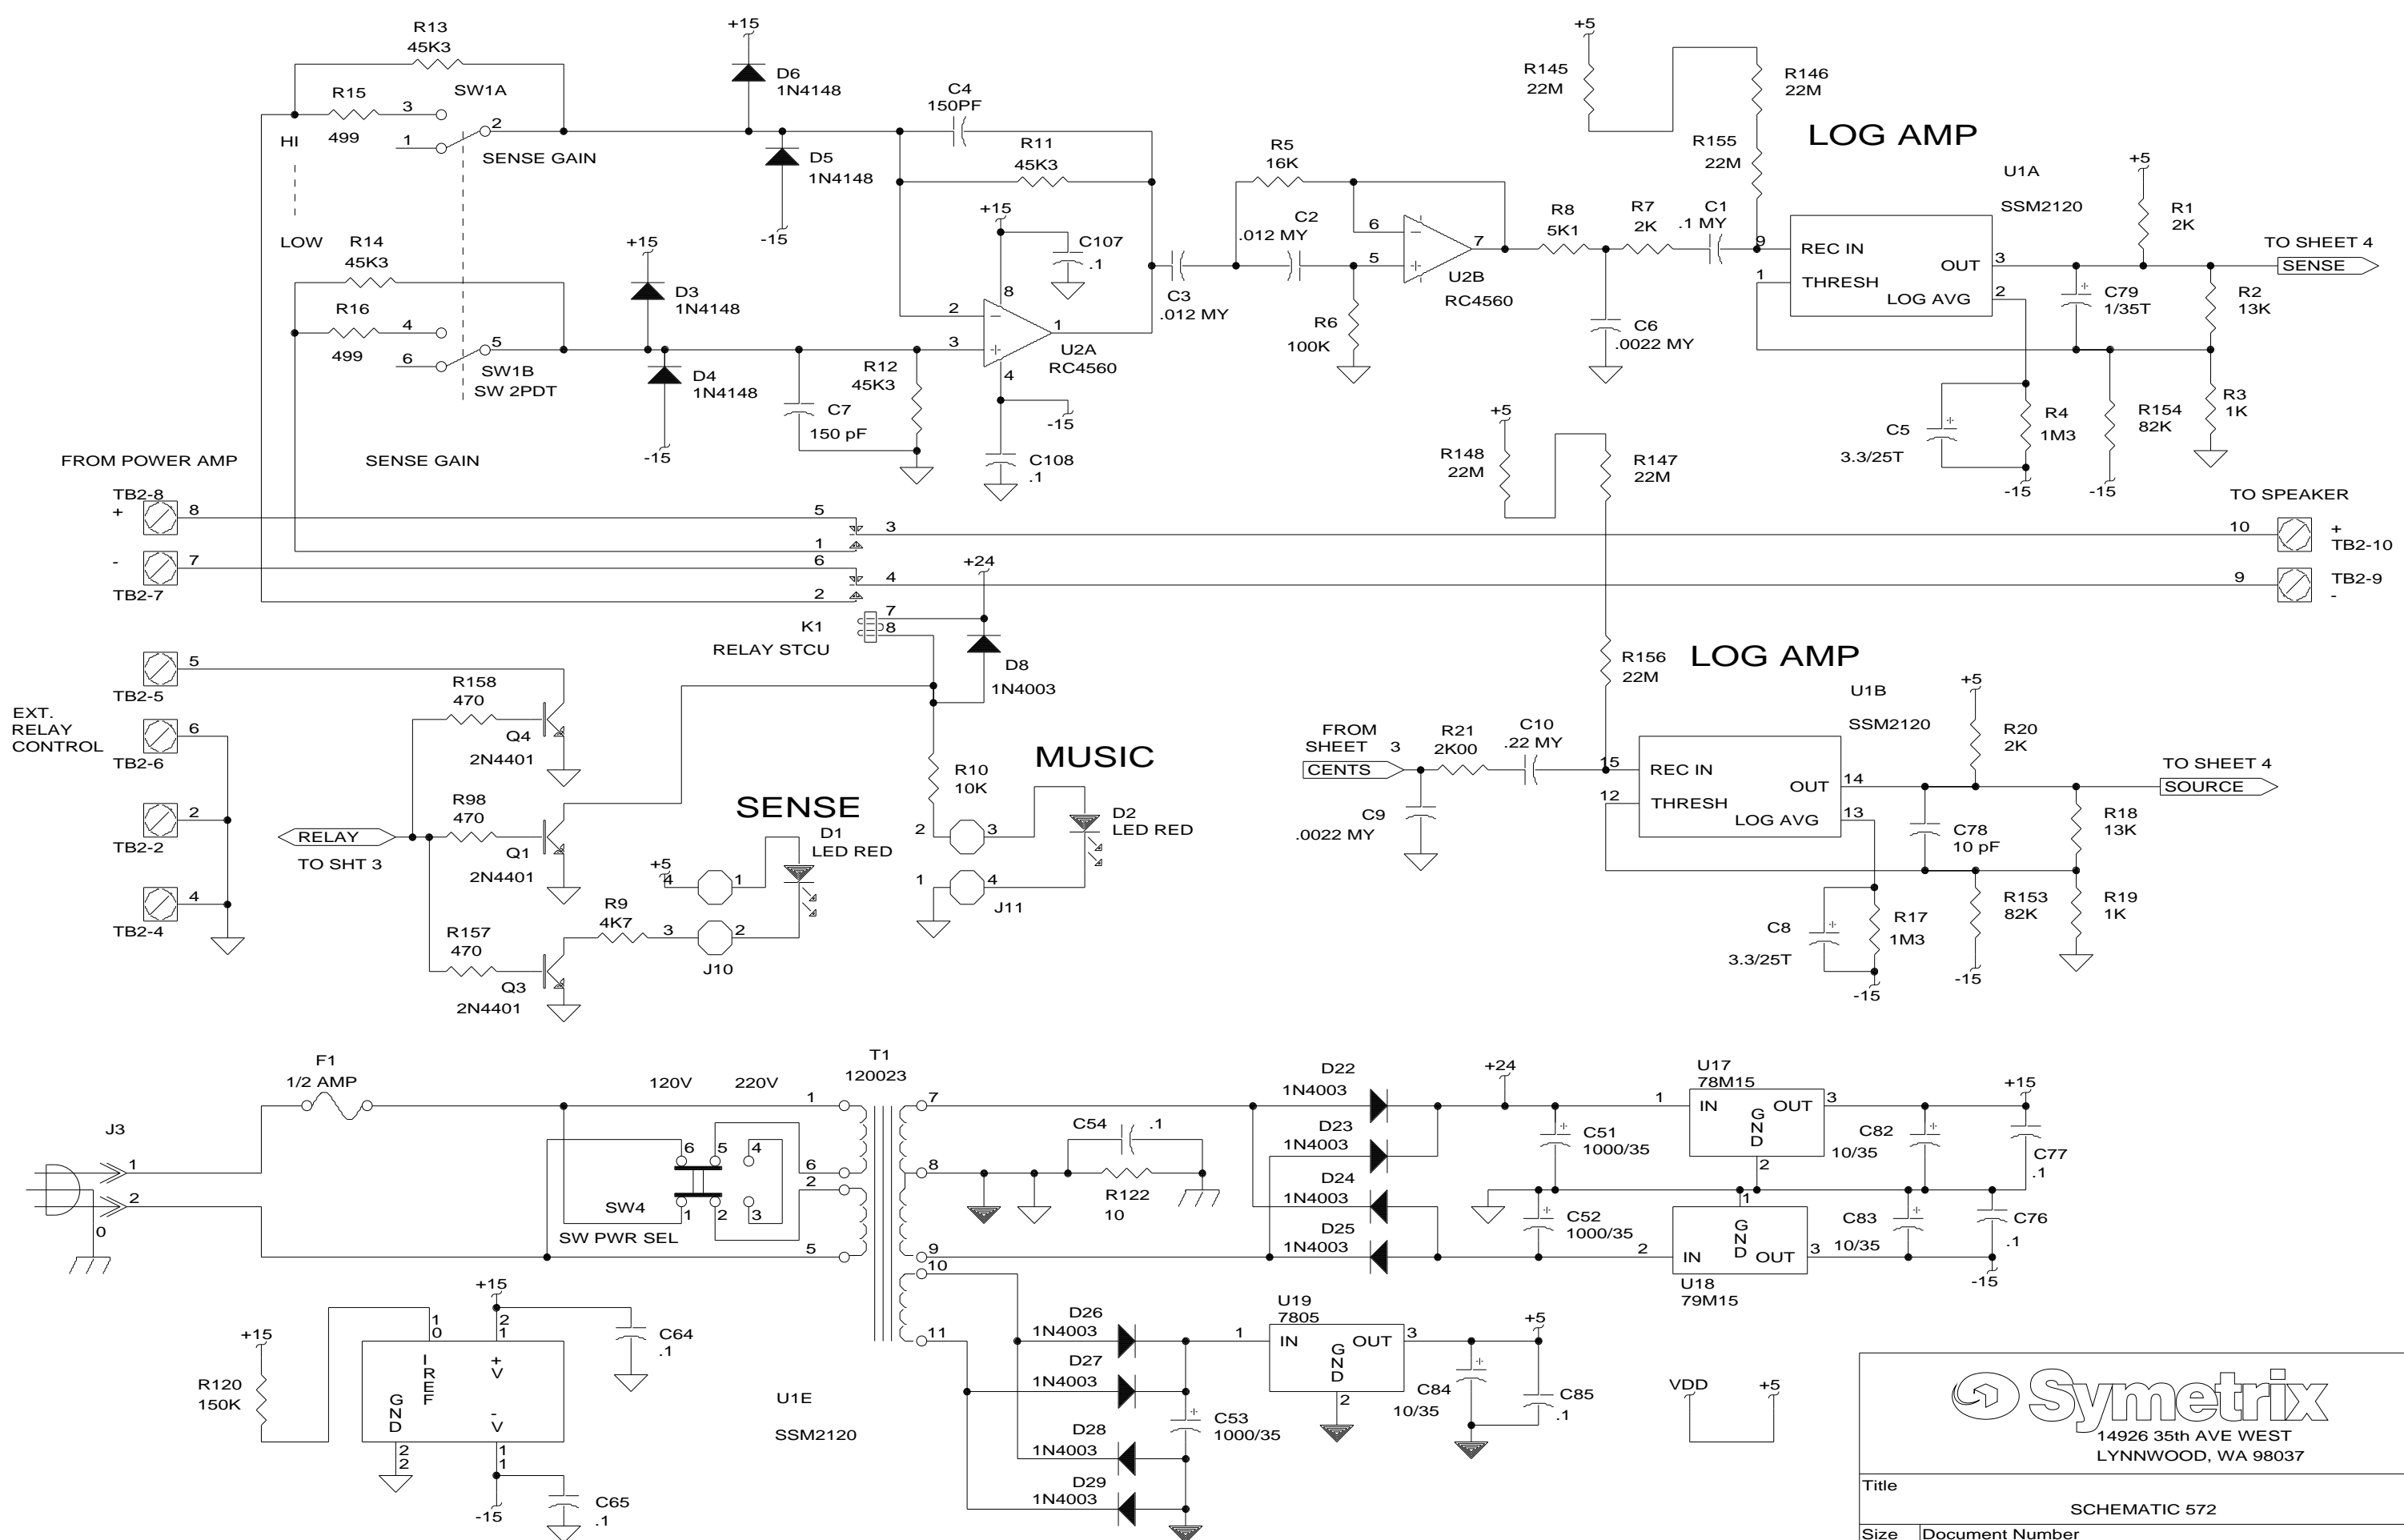 R13
45K3
R15
499
3
1
SW1A
2
SENSE GAIN
HI
LOW
R14
45K3
R16
499
4
6
5
SW1B
SW 2PDT
SENSE GAIN
+15
D6
1N4148
D5
1N4148
-15
+15
D3
1N4148
D4
1N4148
-15
C4
150PF
R11
45K3
+15
C107
.1
8
2
3
1
U2A
RC4560
4
-15
C108
.1
R12
45K3
C7
150 pF
C3
.012 MY
R5
16K
C2
.012 MY
6
5
7
U2B
RC4560
R6
100K
R8
5K1
R7
2K
C1
.1 MY
C6
.0022 MY
+5
R145
22M
R146
22M
R155
22M
LOG AMP
U1A
SSM2120
9
REC IN
1
THRESH
OUT
3
LOG AVG
2
+5
R1
2K
TO SHEET 4
SENSE
C79
1/35T
R2
13K
R3
1K
C5
3.3/25T
R4
1M3
-15
R154
82K
-15
FROM POWER AMP
TB2-8
+
8
-
7
TB2-7
5
1
6
2
3
4
TO SPEAKER
10
+
TB2-10
9
TB2-9
-
+24
7
8
K1
RELAY STCU
D8
1N4003
+5
R148
22M
R147
22M
R156
22M
LOG AMP
U1B
SSM2120
FROM
SHEET 3
CENTS
R21
2K00
C10
.22 MY
C9
.0022 MY
15
REC IN
12
THRESH
OUT
14
LOG AVG
13
+5
R20
2K
TO SHEET 4
SOURCE
C78
10 pF
R18
13K
R19
1K
R153
82K
-15
C8
3.3/25T
R17
1M3
-15
5
TB2-5
EXT.
RELAY
CONTROL
6
TB2-6
2
TB2-2
4
TB2-4
R158
470
Q4
2N4401
R98
470
Q1
2N4401
RELAY
TO SHT 3
R157
470
Q3
2N4401
R9
4K7
SENSE
D1
LED RED
+5
4
1
3
2
J10
R10
10K
MUSIC
2
3
D2
LED RED
1
4
J11
J3
1
2
0
F1
1/2 AMP
120V
220V
6
5
4
1
2
3
SW4
SW PWR SEL
T1
120023
1
6
2
5
7
8
9
10
11
C54
.1
R122
10
D22
1N4003
D23
1N4003
D24
1N4003
D25
1N4003
+24
C51
1000/35
C52
1000/35
U17
78M15
1
IN
OUT
3
GND
2
C82
10/35
+15
C77
.1
1
GND
2
IN
OUT
3
U18
79M15
C83
10/35
C76
.1
-15
+15
R120
150K
10
IREF
+15
21
+V
C64
.1
GND
22
-V
11
-15
C65
.1
U1E
SSM2120
D26
1N4003
D27
1N4003
D28
1N4003
D29
1N4003
C53
1000/35
U19
7805
1
IN
OUT
3
GND
2
+5
C84
10/35
C85
.1
VDD
+5
Symetrix
14926 35th AVE WEST
LYNNWOOD, WA 98037
Title
SCHEMATIC 572
Size
Document Number